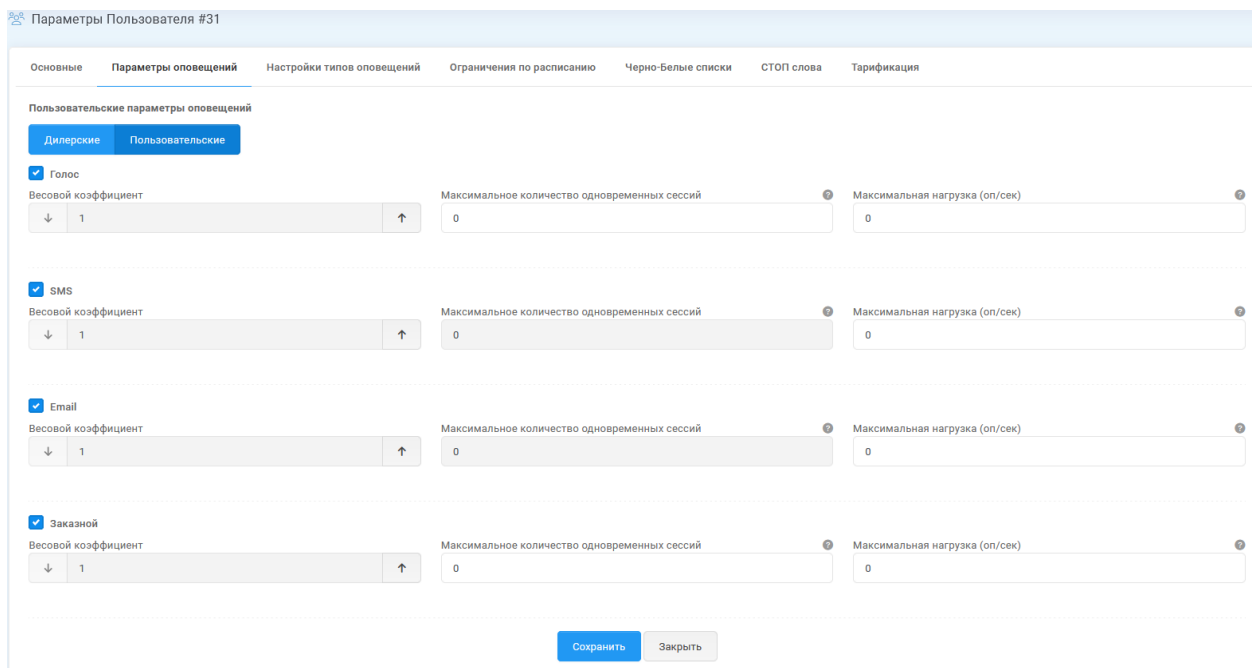 Параметры Пользователя #31
Основные Параметры оповещений Настройки типов оповещений Ограничения по расписанию Черно-Белые списки СТОП слова Тарификация
Пользовательские параметры оповещений
Дилерские Пользовательские
Голос
Весовой коэффициент Максимальное количество одновременных сессий ? Максимальная нагрузка (оп/сек) ?
↓ 1 ↑ 0 0
SMS
Весовой коэффициент Максимальное количество одновременных сессий ? Максимальная нагрузка (оп/сек) ?
↓ 1 ↑ 0 0
Email
Весовой коэффициент Максимальное количество одновременных сессий ? Максимальная нагрузка (оп/сек) ?
↓ 1 ↑ 0 0
Заказной
Весовой коэффициент Максимальное количество одновременных сессий ? Максимальная нагрузка (оп/сек) ?
↓ 1 ↑ 0 0
Сохранить Закрыть